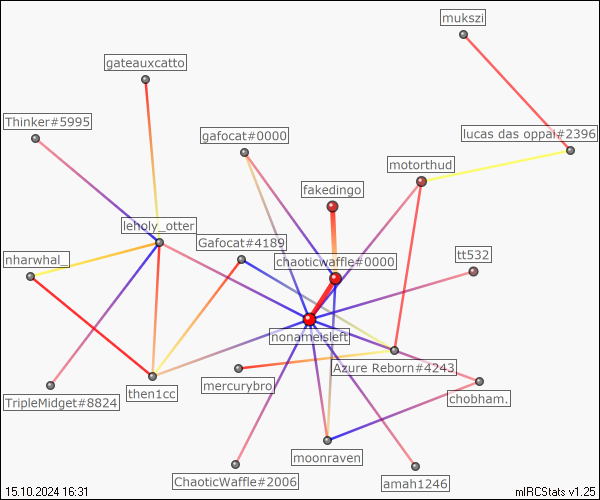 mukszi
gateauxcatto
Thinker#5995
gafocat#0000
lucas das oppai#2396
motorthud
fakedingo
leholy_otter
Gafocat#4189
nharwhal_
chaoticwaffle#0000
tt532
nonameisleft
Azure Reborn#4243
mercurybro
then1cc
TripleMidget#8824
chobham.
moonraven
ChaoticWaffle#2006
amah1246
15.10.2024 16:31
mIRCStats v1.25